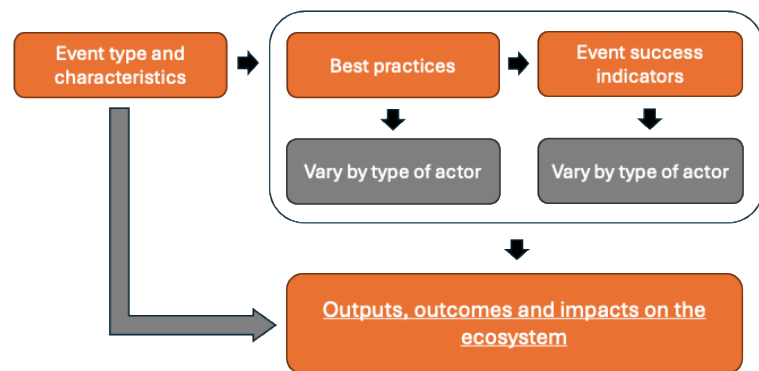 Event type and
characteristics
Best practices
Event success
indicators
Vary by type of actor
Vary by type of actor
Outputs, outcomes and impacts on the
ecosystem